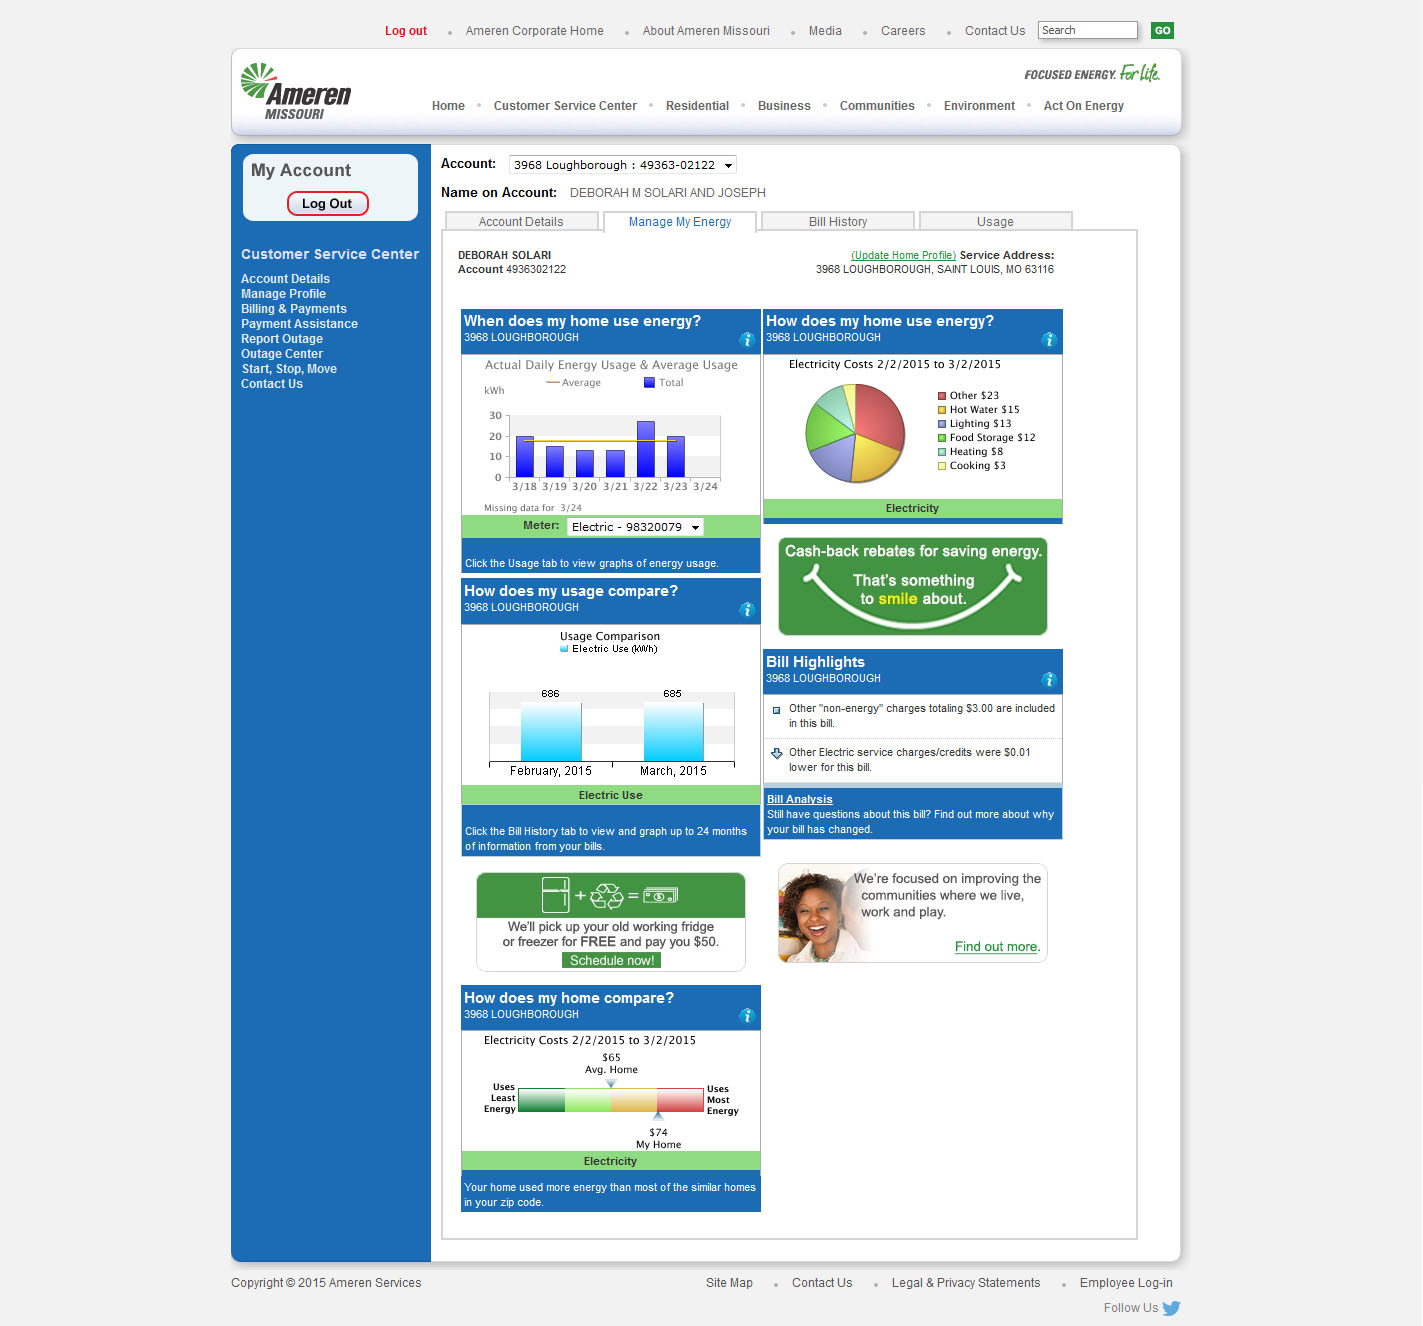 Log out
Ameren Corporate Home
About Ameren Missouri
Media
Careers
Contact Us
Search
GO
Ameren
MISSOURI
FOCUSED ENERGY. For life.
Home
Customer Service Center
Residential
Business
Communities
Environment
Act On Energy
My Account
Log Out
Customer Service Center
Account Details
Manage Profile
Billing & Payments
Payment Assistance
Report Outage
Outage Center
Start, Stop, Move
Contact Us
Account: 3968 Loughborough : 49363-02122
Name on Account: DEBORAH M SOLARI AND JOSEPH
Account Details
Manage My Energy
Bill History
Usage
DEBORAH SOLARI
Account 4936302122
(Update Home Profile) Service Address:
3968 LOUGHBOROUGH, SAINT LOUIS, MO 63116
When does my home use energy?
3968 LOUGHBOROUGH
i
Actual Daily Energy Usage & Average Usage
Average
Total
kWh
30
20
10
0
3/18 3/19 3/20 3/21 3/22 3/23 3/24
Missing data for 3/24
Meter: Electric - 98320079
Click the Usage tab to view graphs of energy usage.
How does my home use energy?
3968 LOUGHBOROUGH
i
Electricity Costs 2/2/2015 to 3/2/2015
Other $23
Hot Water $15
Lighting $13
Food Storage $12
Heating $8
Cooking $3
Electricity
Cash-back rebates for saving energy.
That's something
to smile about.
How does my usage compare?
3968 LOUGHBOROUGH
i
Usage Comparison
Electric Use (kWh)
686
685
February, 2015
March, 2015
Electric Use
Click the Bill History tab to view and graph up to 24 months
of information from your bills.
Bill Highlights
3968 LOUGHBOROUGH
i
Other "non-energy" charges totaling $3.00 are included
in this bill.
Other Electric service charges/credits were $0.01
lower for this bill.
Bill Analysis
Still have questions about this bill? Find out more about why
your bill has changed.
+ = $
We'll pick up your old working fridge
or freezer for FREE and pay you $50.
Schedule now!
We're focused on improving the
communities where we live,
work and play.
Find out more.
How does my home compare?
3968 LOUGHBOROUGH
i
Electricity Costs 2/2/2015 to 3/2/2015
$65
Avg. Home
Uses
Least
Energy
Uses
Most
Energy
$74
My Home
Electricity
Your home used more energy than most of the similar homes
in your zip code.
Copyright © 2015 Ameren Services
Site Map
Contact Us
Legal & Privacy Statements
Employee Log-in
Follow Us